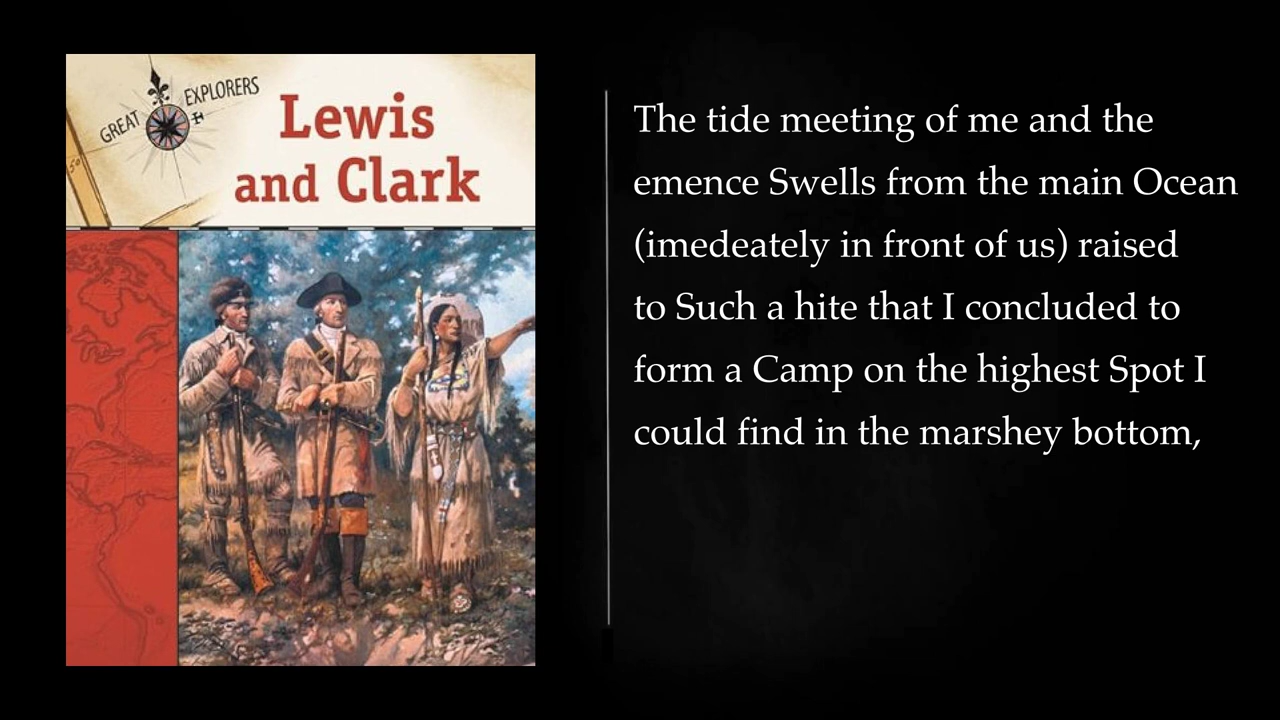 GREAT EXPLORERS
E
Lewis
and Clark
50
The tide meeting of me and the
emence Swells from the main Ocean
(imedeately in front of us) raised
to Such a hite that I concluded to
form a Camp on the highest Spot I
could find in the marshey bottom,